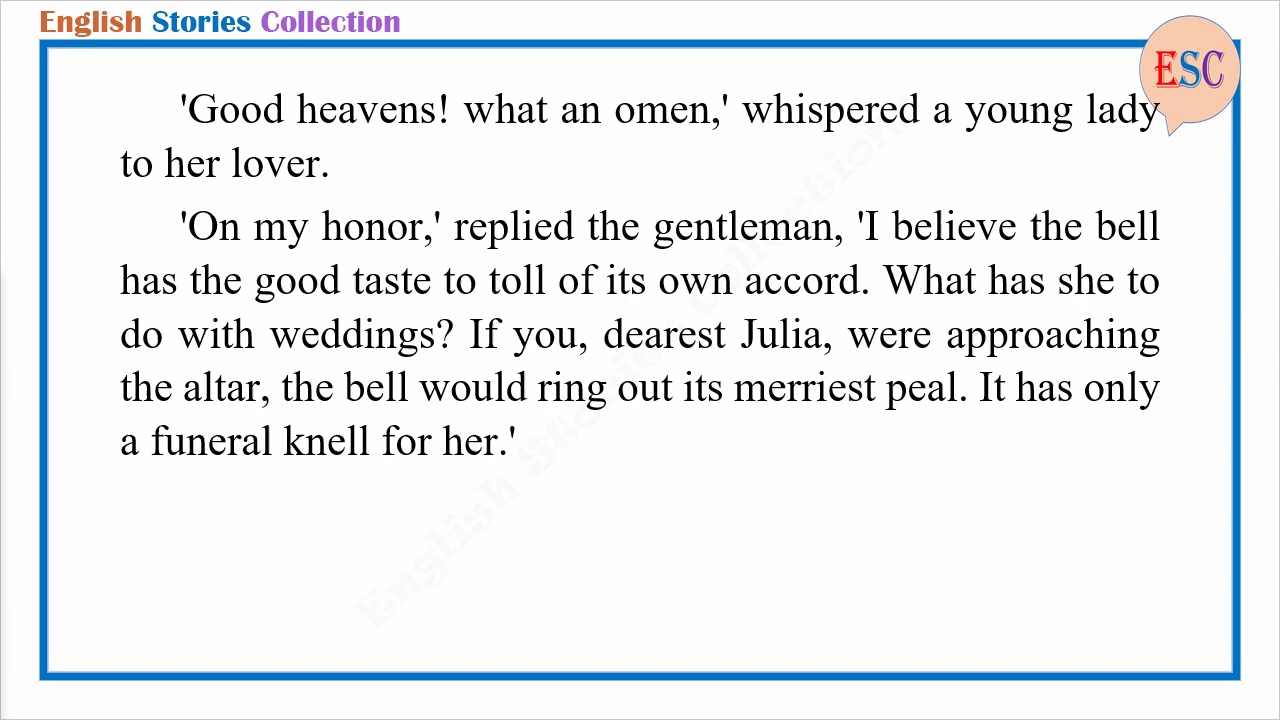 English Stories Collection
ESC
'Good heavens! what an omen,' whispered a young lady
to her lover.
'On my honor,' replied the gentleman, 'I believe the bell
has the good taste to toll of its own accord. What has she to
do with weddings? If you, dearest Julia, were approaching
the altar, the bell would ring out its merriest peal. It has only
a funeral knell for her.'
English Stories Collection